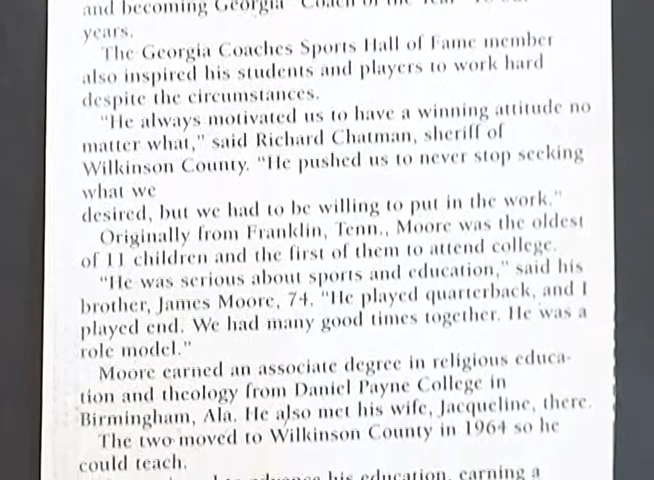 and becoming Georgia "Coach of the Year"
years.
The Georgia Coaches Sports Hall of Fame member
also inspired his students and players to work hard
despite the circumstances.
"He always motivated us to have a winning attitude no
matter what," said Richard Chatman, sheriff of
Wilkinson County. "He pushed us to never stop seeking
what we
desired, but we had to be willing to put in the work."
Originally from Franklin, Tenn., Moore was the oldest
of 11 children and the first of them to attend college.
"He was serious about sports and education," said his
brother, James Moore, 74. "He played quarterback, and I
played end. We had many good times together. He was a
role model."
Moore earned an associate degree in religious educa-
tion and theology from Daniel Payne College in
Birmingham, Ala. He also met his wife, Jacqueline, there.
The two moved to Wilkinson County in 1964 so he
could teach.
advance his education, earning a